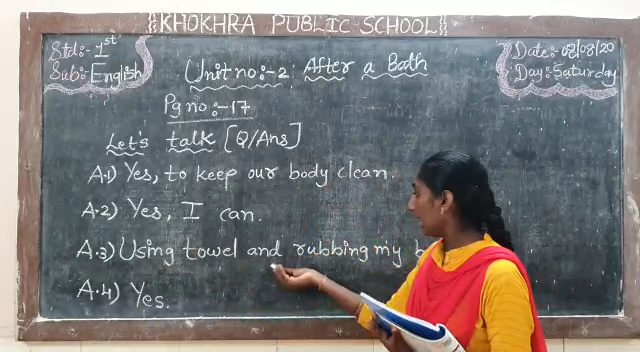 KHOKHRA PUBLIC SCHOOL
Std:- 1st
Sub:- English
Date:- 08/08/20
Day:- Saturday
Unit no:-2. After a Bath
Pg no:-17
Let's talk [Q/Ans]
A.1) Yes, to keep our body clean.
A.2) Yes, I can.
A.3) Using towel and rubbing my
A.4) Yes.